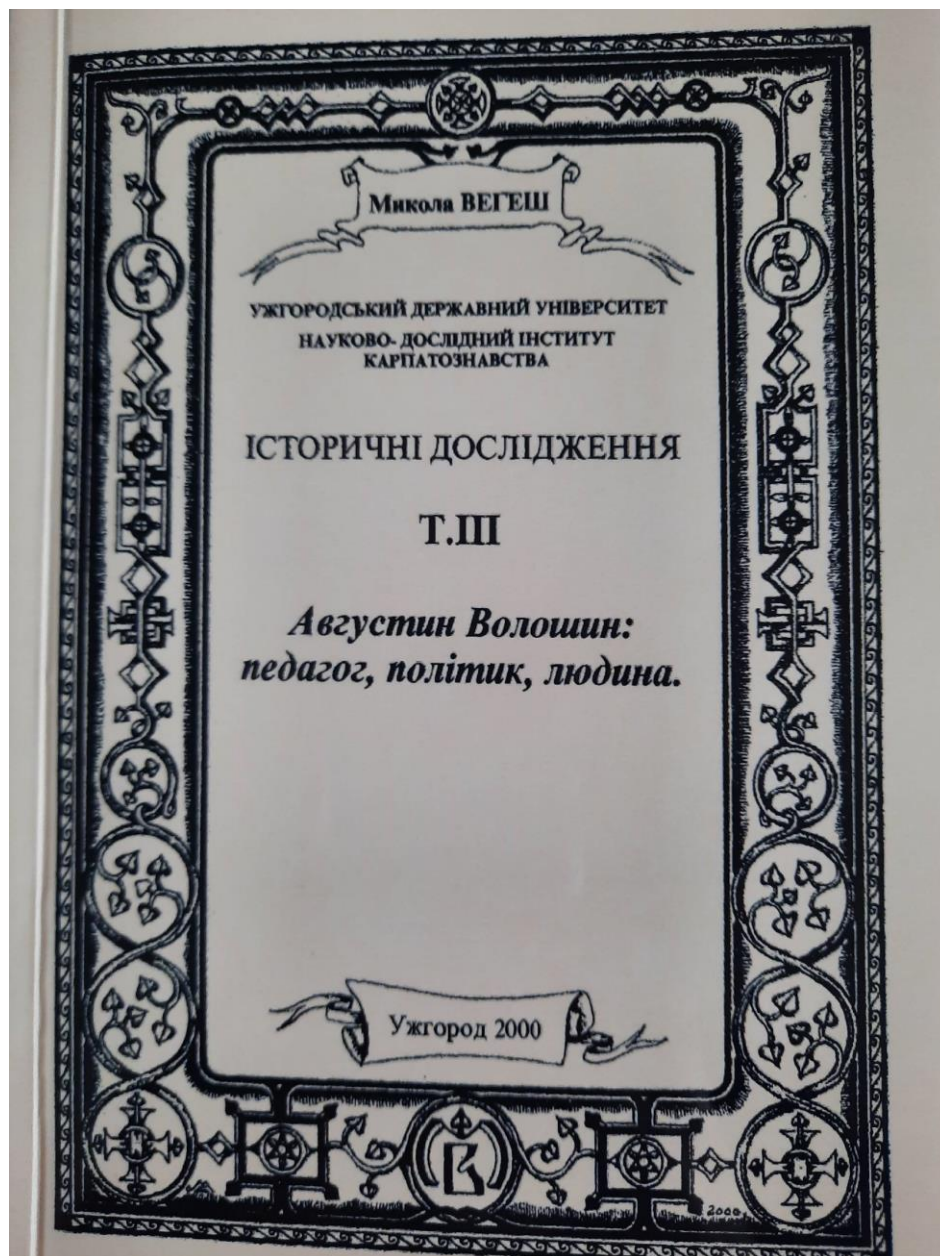 Микола ВЕГЕШ
УЖГОРОДСЬКИЙ ДЕРЖАВНИЙ УНІВЕРСИТЕТ
НАУКОВО- ДОСЛІДНИЙ ІНСТИТУТ
КАРПАТОЗНАВСТВА
ІСТОРИЧНІ ДОСЛІДЖЕННЯ
Т.ІІІ
Августин Волошин:
педагог, політик, людина.
Ужгород 2000
В
2000